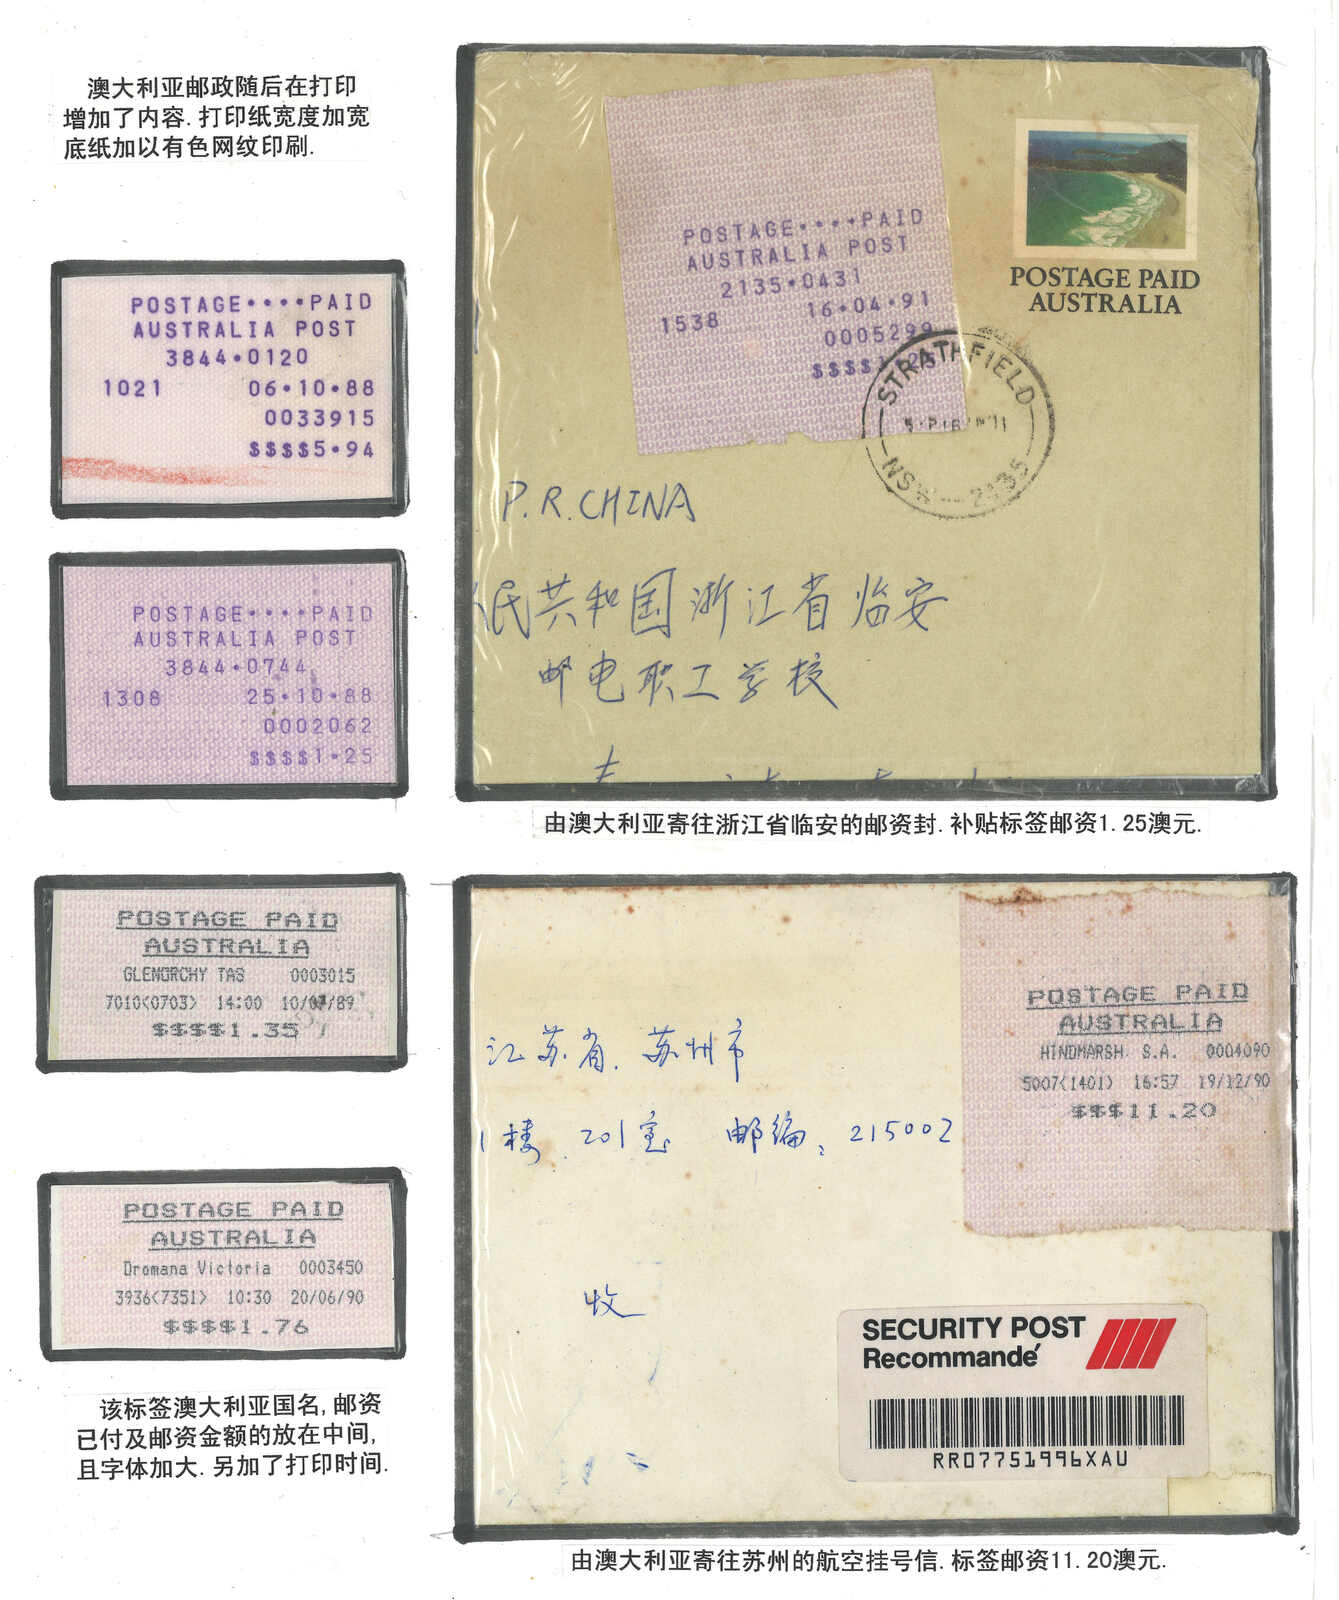 澳大利亚邮政随后在打印
增加了内容.打印纸宽度加宽
底纸加以有色网纹印刷.
POSTAGE••••PAID
AUSTRALIA POST
3844•0120
1021 06•10•88
0033915
$$$$5•94
POSTAGE••••PAID
AUSTRALIA POST
3844•0744
1308 25•10•88
0002062
$$$$1•25
POSTAGE••••PAID
AUSTRALIA POST
2135•0431
1538 16•04•91
0005299
$$$$1•25
POSTAGE PAID
AUSTRALIA
STRATHFIELD
NSW 2135
P.R.CHINA
民共和国浙江省临安
邮电职工学校
由澳大利亚寄往浙江省临安的邮资封.补贴标签邮资1.25澳元.
POSTAGE PAID
AUSTRALIA
GLENORCHY TAS 0003015
7010<0703> 14:00 10/07/89
$$$$1.35
POSTAGE PAID
AUSTRALIA
Dromana Victoria 0003450
3936<7351> 10:30 20/06/90
$$$$1.76
该标签澳大利亚国名,邮资
已付及邮资金额的放在中间,
且字体加大.另加了打印时间.
POSTAGE PAID
AUSTRALIA
HINDMARSH S.A. 0004090
5007<1401> 16:57 19/12/90
$$$11.20
江苏省.苏州市
1楼.201室 邮编:215002
收
SECURITY POST
Recommandé
RR07751996XAU
由澳大利亚寄往苏州的航空挂号信.标签邮资11.20澳元.